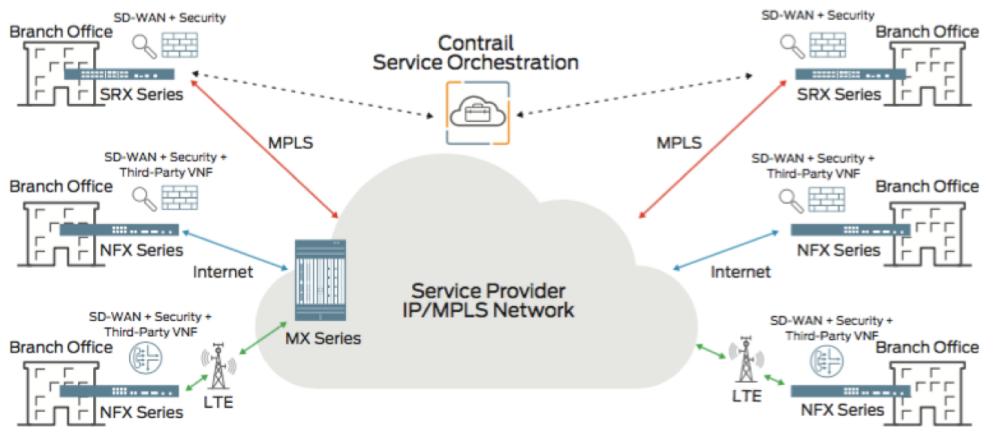 SD-WAN + Security
Branch Office
SRX Series
MPLS
Contrail
Service Orchestration
SD-WAN + Security
Branch Office
SRX Series
MPLS
SD-WAN + Security +
Third-Party VNF
Branch Office
NFX Series
Internet
SD-WAN + Security +
Third-Party VNF
Branch Office
NFX Series
Internet
Service Provider
IP/MPLS Network
MX Series
SD-WAN + Security +
Third-Party VNF
Branch Office
NFX Series
LTE
SD-WAN + Security +
Third-Party VNF
Branch Office
LTE
NFX Series